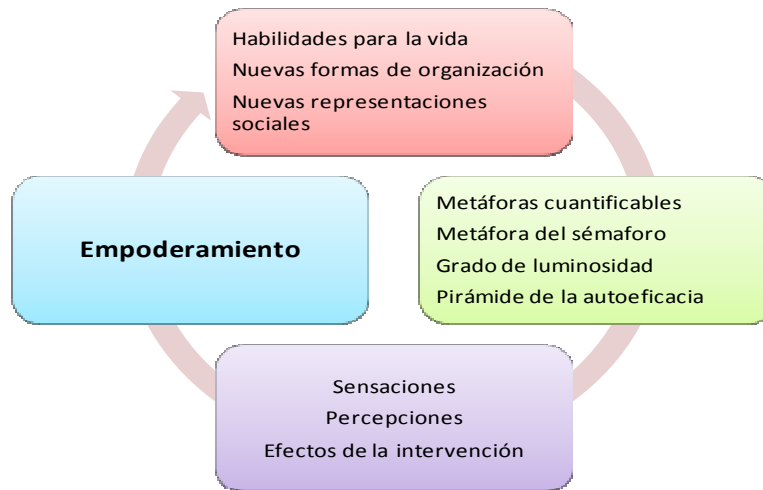 Habilidades para la vida
Nuevas formas de organización
Nuevas representaciones
sociales
Metáforas cuantificables
Metáfora del sémaforo
Grado de luminosidad
Pirámide de la autoeficacia
Sensaciones
Percepciones
Efectos de la intervención
Empoderamiento